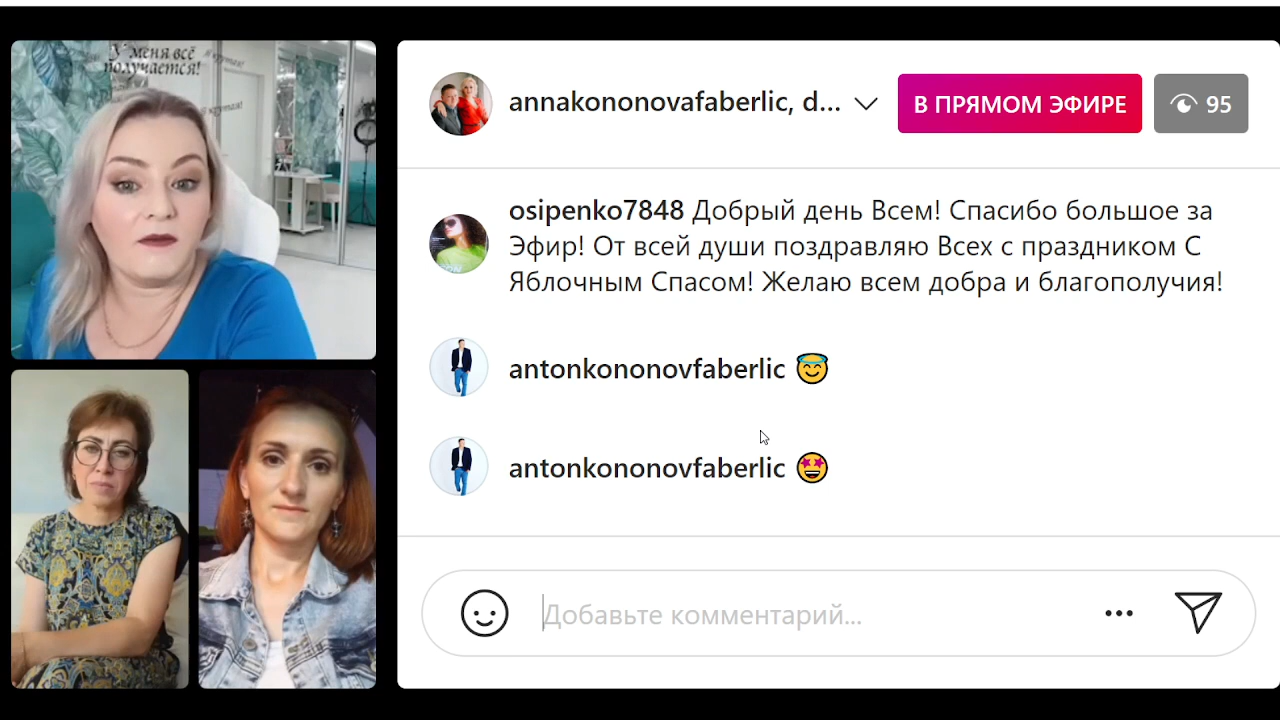 У меня всё
получается!
annakononovafaberlic, d...
В ПРЯМОМ ЭФИРЕ
95
osipenko7848 Добрый день Всем! Спасибо большое за
Эфир! От всей души поздравляю Всех с праздником С
Яблочным Спасом! Желаю всем добра и благополучия!
antonkononovfaberlic 😇
antonkononovfaberlic 🤩
Добавьте комментарий...